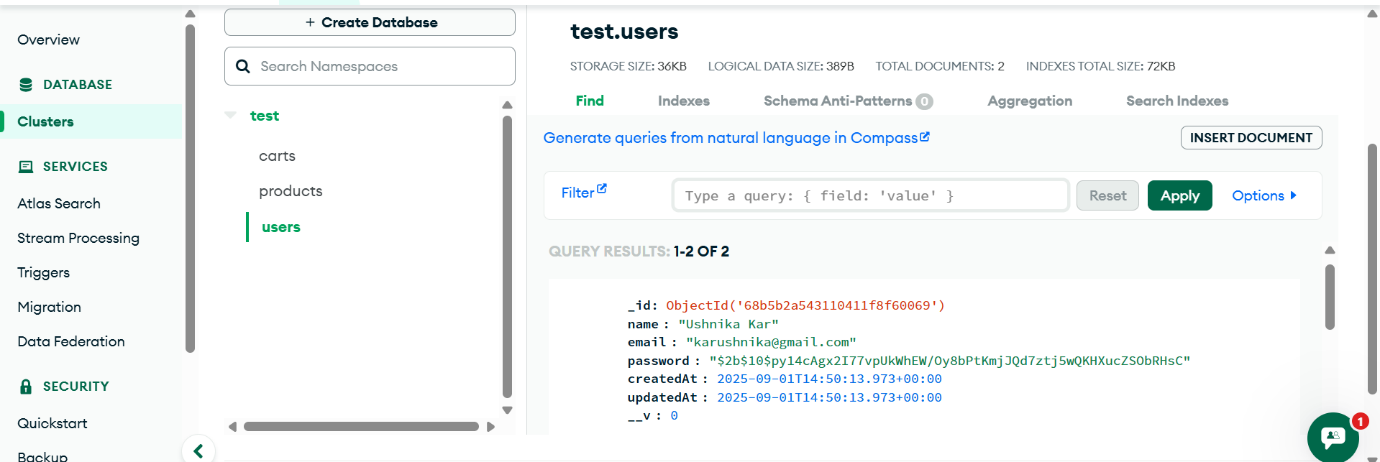 Overview
DATABASE
Clusters
SERVICES
Atlas Search
Stream Processing
Triggers
Migration
Data Federation
SECURITY
Quickstart
Backup
+ Create Database
Search Namespaces
test
carts
products
users
test.users
STORAGE SIZE: 36KB LOGICAL DATA SIZE: 389B TOTAL DOCUMENTS: 2 INDEXES TOTAL SIZE: 72KB
Find Indexes Schema Anti-Patterns 0 Aggregation Search Indexes
Generate queries from natural language in Compass
INSERT DOCUMENT
Filter Type a query: { field: 'value' } Reset Apply Options
QUERY RESULTS: 1-2 OF 2
_id: ObjectId('68b5b2a543110411f8f60069')
name : "Ushnika Kar"
email : "karushnika@gmail.com"
password : "$2b$10$py14cAgx2I77vpUkWhEW/Oy8bPtKmjJQd7ztj5wQKHXucZSObRHsC"
createdAt : 2025-09-01T14:50:13.973+00:00
updatedAt : 2025-09-01T14:50:13.973+00:00
__v : 0
1